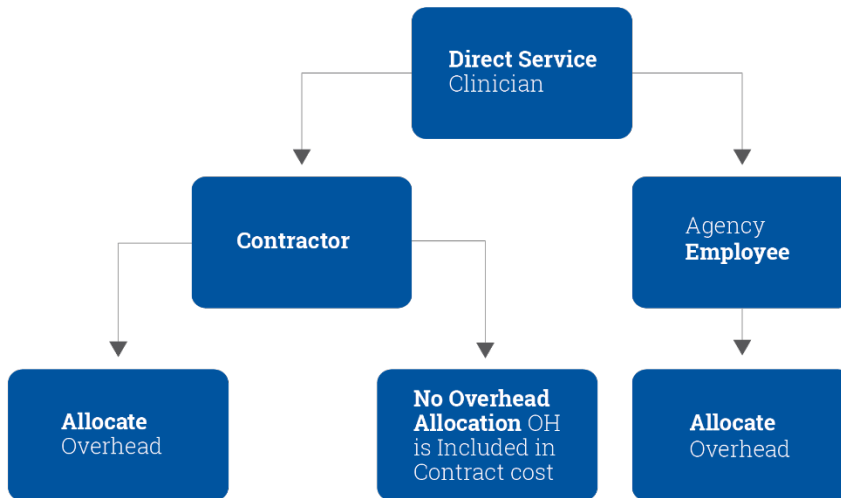 Direct Service
Clinician
Contractor
Agency
Employee
Allocate
Overhead
No Overhead
Allocation OH
is Included in
Contract cost
Allocate
Overhead